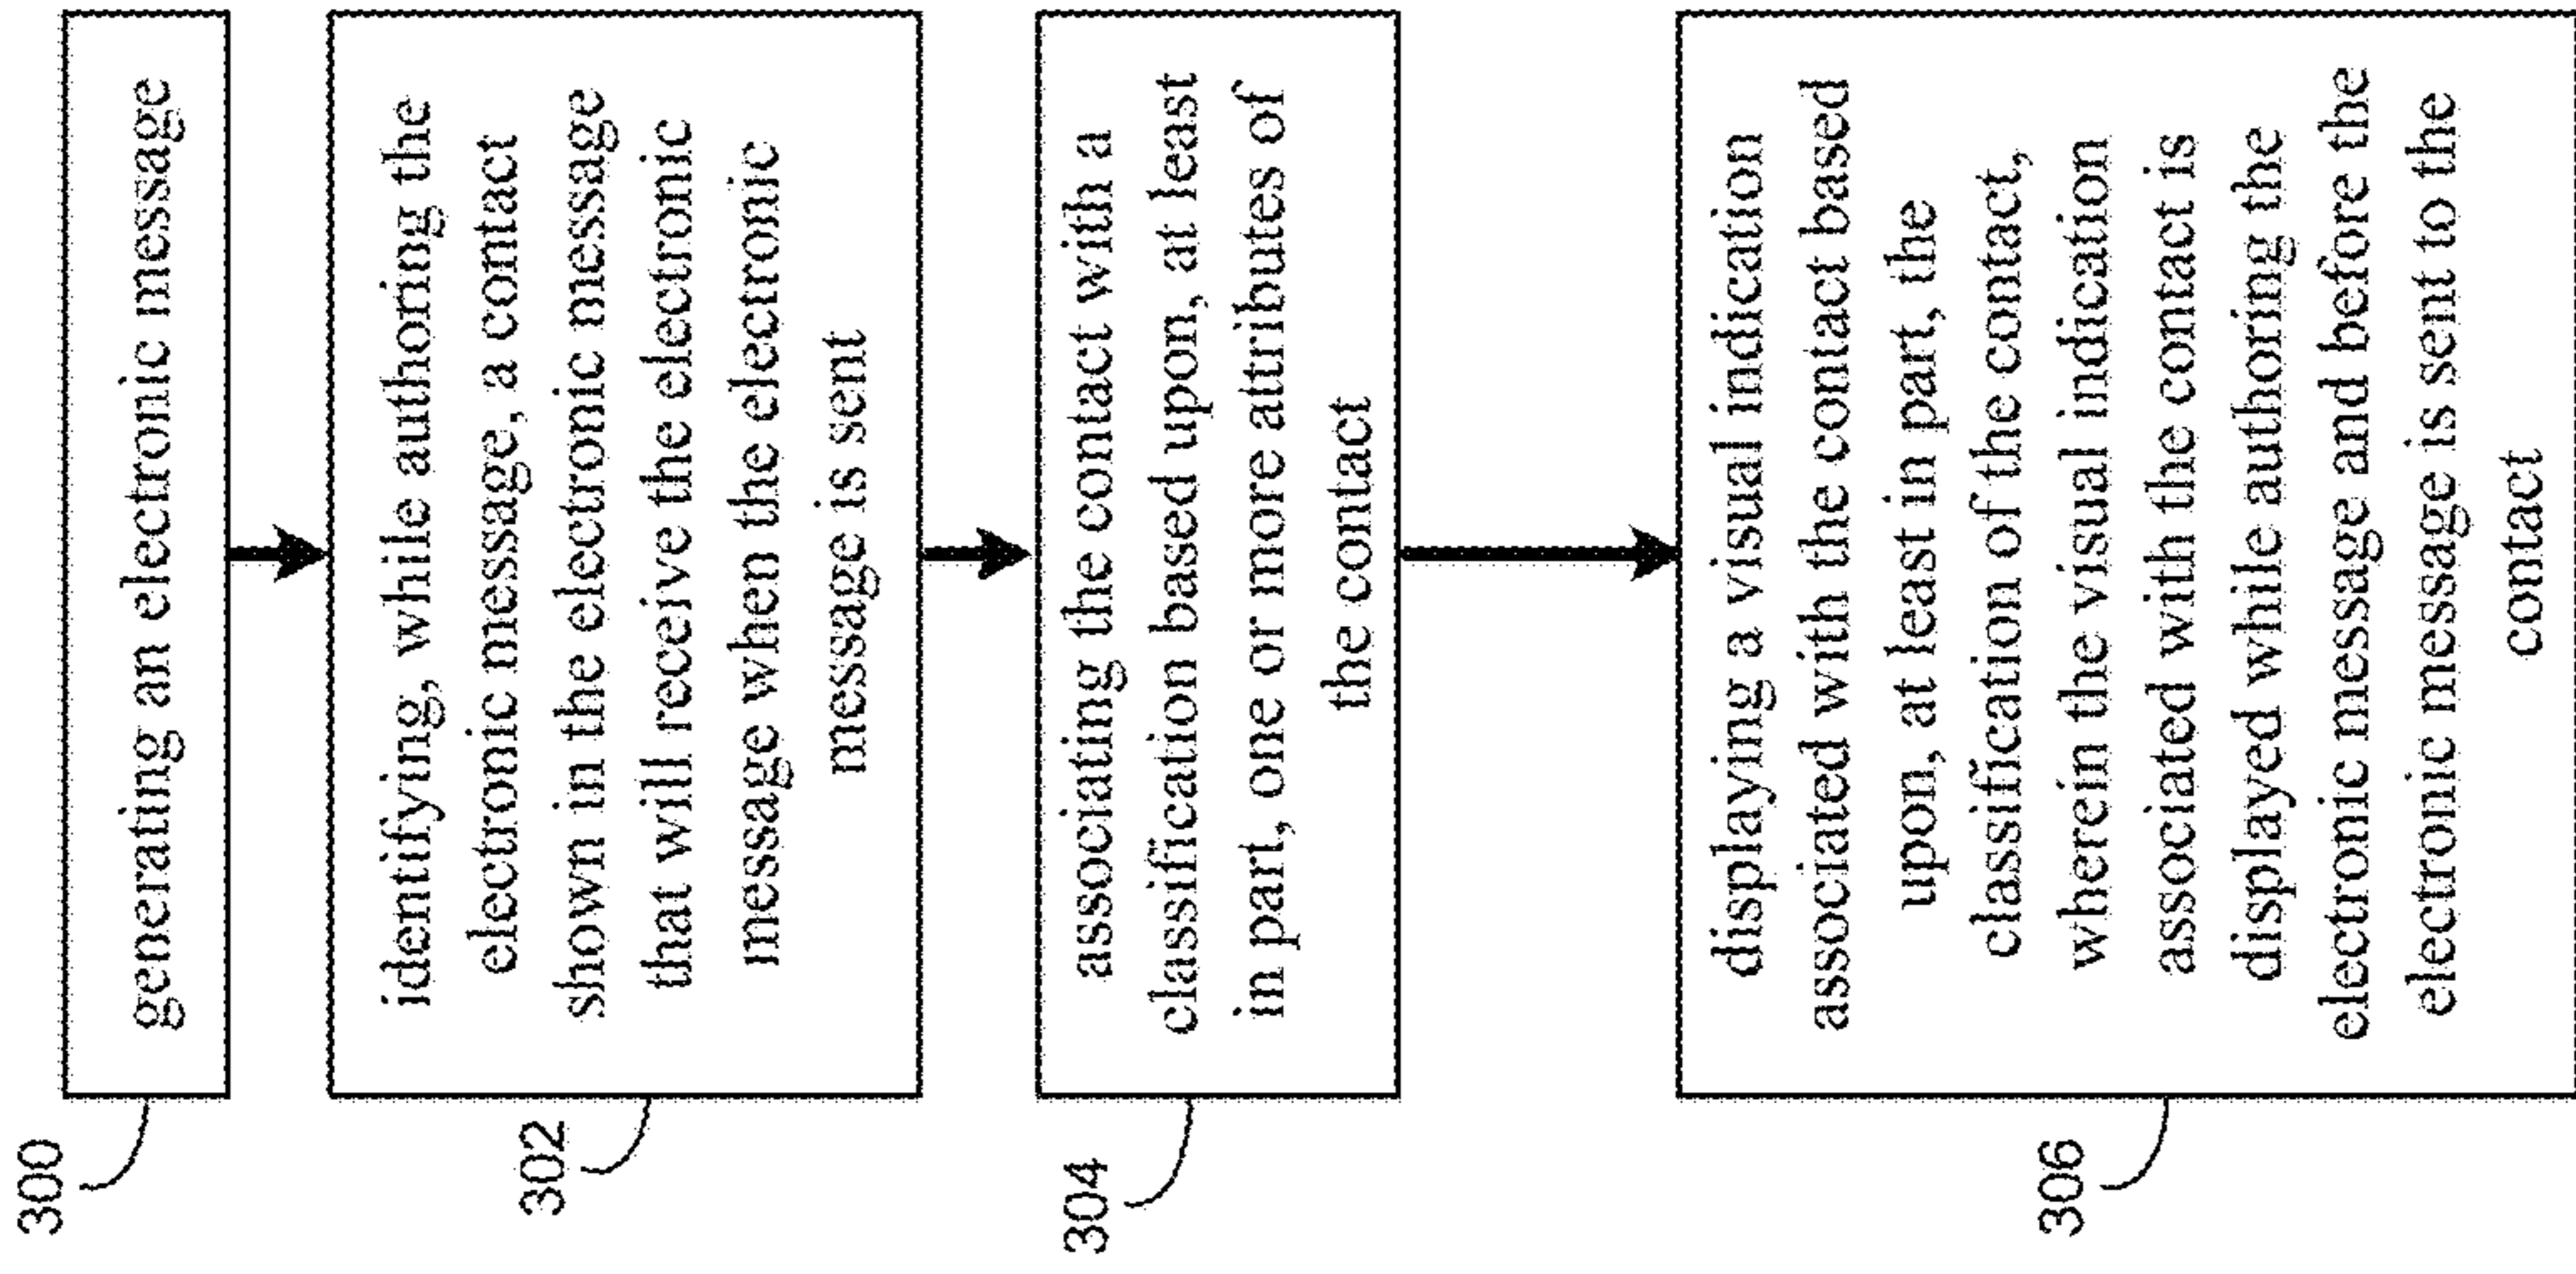 300
generating an electronic message
302
identifying, while authoring the
electronic message, a contact
shown in the electronic message
that will receive the electronic
message when the electronic
message is sent
304
associating the contact with a
classification based upon, at least
in part, one or more attributes of
the contact
306
displaying a visual indication
associated with the contact based
upon, at least in part, the
classification of the contact,
wherein the visual indication
associated with the contact is
displayed while authoring the
electronic message and before the
electronic message is sent to the
contact